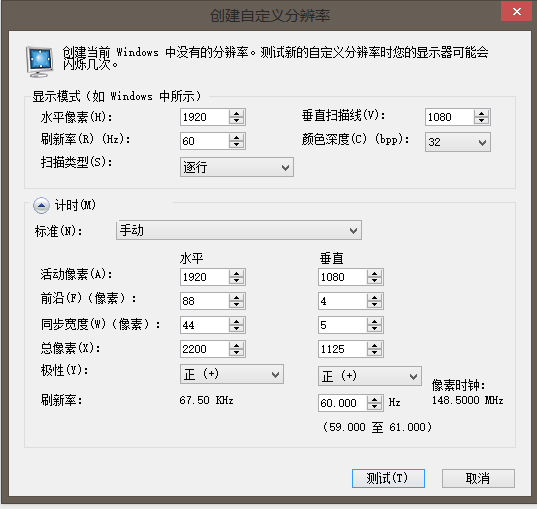 创建自定义分辨率
创建当前 Windows 中没有的分辨率。测试新的自定义分辨率时您的显示器可能会
闪烁几次。
显示模式（如 Windows 中所示）
水平像素(H): 1920 垂直扫描线(V): 1080
刷新率(R) (Hz): 60 颜色深度(C) (bpp): 32
扫描类型(S): 逐行
计时(M)
标准(N): 手动
水平 垂直
活动像素(A): 1920 1080
前沿(F)（像素）: 88 4
同步宽度(W)（像素）: 44 5
总像素(X): 2200 1125
极性(Y): 正 (+) 正 (+) 像素时钟:
刷新率: 67.50 KHz 60.000 Hz 148.5000 MHz
（59.000 至 61.000）
测试(T) 取消